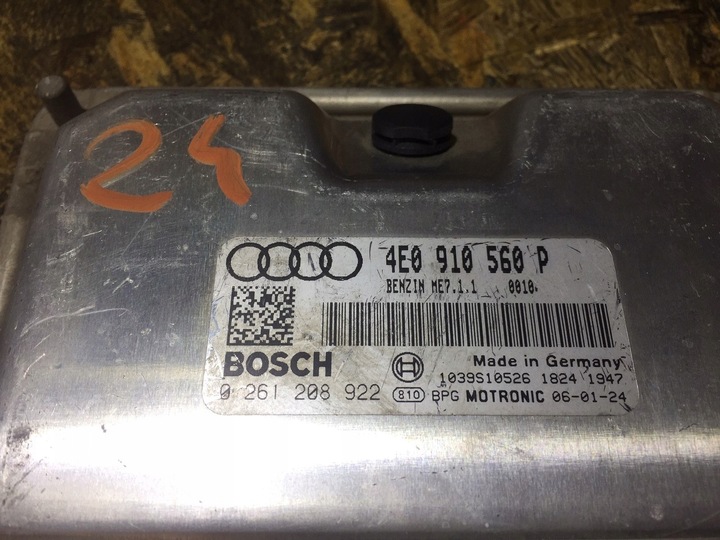 24
4E0 910 560 P
BENZIN ME7.1.1 0010
BOSCH
Made in Germany
1039S10526 1824 1947
0 261 208 922
810 BPG MOTRONIC 06-01-24